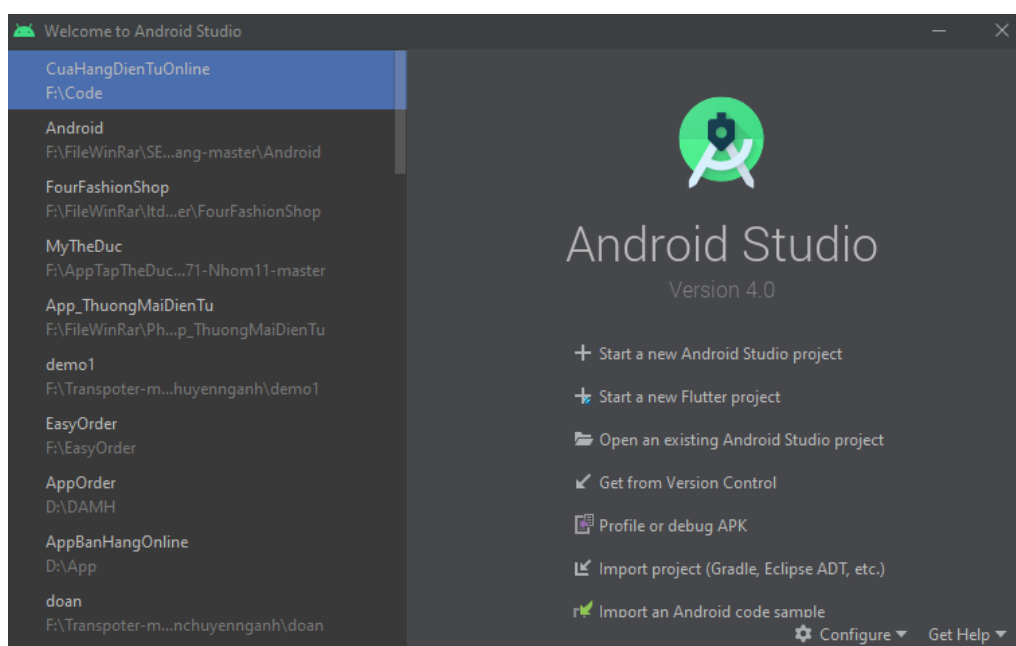 Welcome to Android Studio
CuaHangDienTuOnline
F:\Code
Android
F:\FileWinRar\SE...ang-master\Android
FourFashionShop
F:\FileWinRar\ltd...er\FourFashionShop
MyTheDuc
F:\AppTapTheDuc...71-Nhom11-master
App_ThuongMaiDienTu
F:\FileWinRar\Ph...p_ThuongMaiDienTu
demo1
F:\Transpoter-m...huyennganh\demo1
EasyOrder
F:\EasyOrder
AppOrder
D:\DAMH
AppBanHangOnline
D:\App
doan
F:\Transpoter-m...nchuyennganh\doan
Android Studio
Version 4.0
Start a new Android Studio project
Start a new Flutter project
Open an existing Android Studio project
Get from Version Control
Profile or debug APK
Import project (Gradle, Eclipse ADT, etc.)
Import an Android code sample
Configure
Get Help